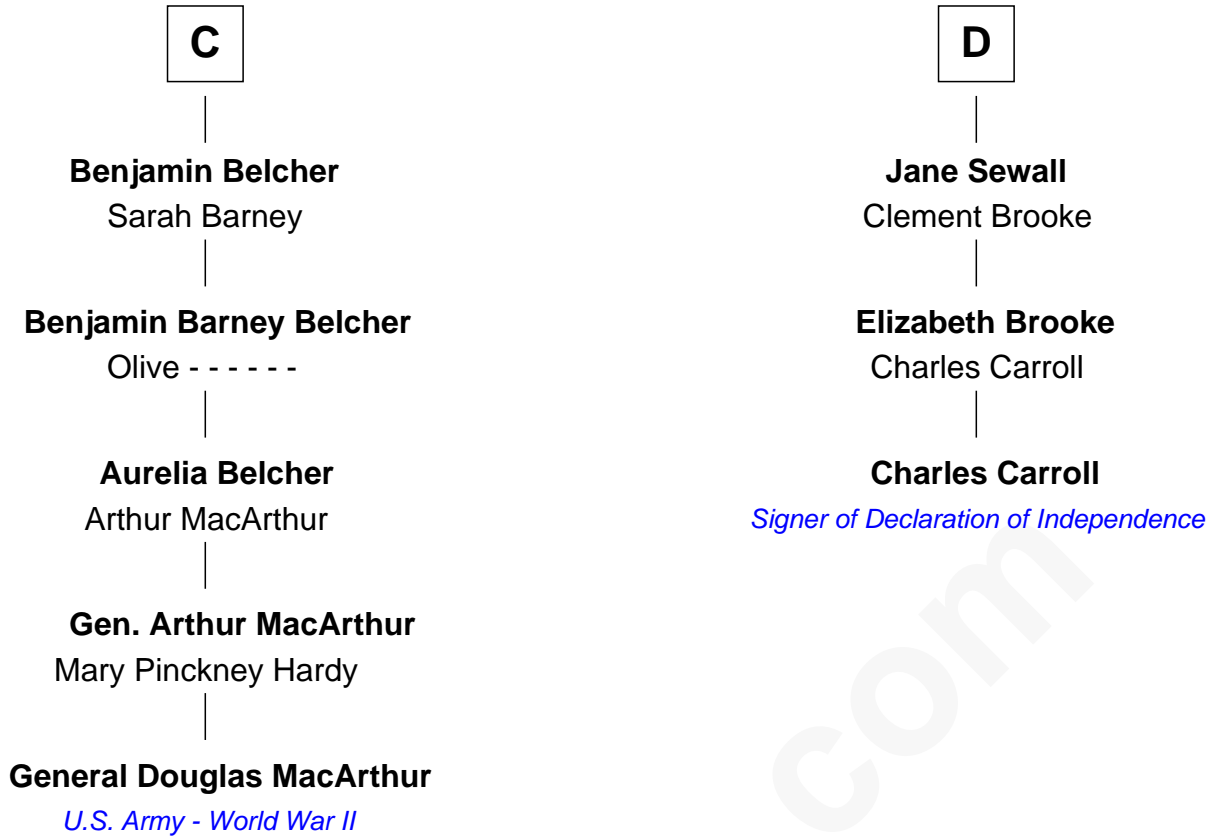 C
Benjamin Belcher
Sarah Barney
Benjamin Barney Belcher
Olive - - - - - -
Aurelia Belcher
Arthur MacArthur
Gen. Arthur MacArthur
Mary Pinckney Hardy
General Douglas MacArthur
U.S. Army - World War II
D
Jane Sewall
Clement Brooke
Elizabeth Brooke
Charles Carroll
Charles Carroll
Signer of Declaration of Independence
com